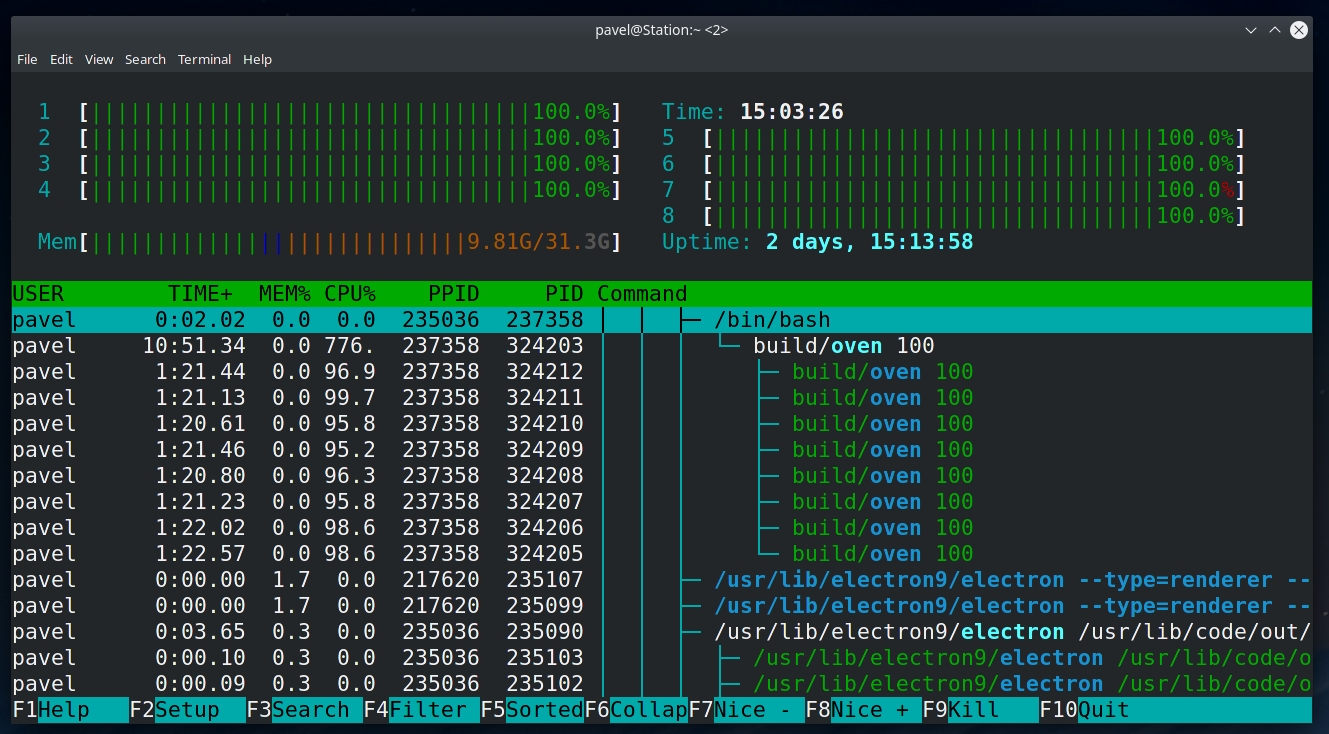 pavel@Station:~ <2>
File Edit View Search Terminal Help
1 [||||||||||||||||||||||||||||||||||100.0%] Time: 15:03:26
2 [||||||||||||||||||||||||||||||||||100.0%] 5 [||||||||||||||||||||||||||||||||||100.0%]
3 [||||||||||||||||||||||||||||||||||100.0%] 6 [||||||||||||||||||||||||||||||||||100.0%]
4 [||||||||||||||||||||||||||||||||||100.0%] 7 [||||||||||||||||||||||||||||||||||100.0%]
8 [||||||||||||||||||||||||||||||||||100.0%]
Mem[|||||||||||||||||||||||||||||9.81G/31.3G] Uptime: 2 days, 15:13:58
USER TIME+ MEM% CPU% PPID PID Command
pavel 0:02.02 0.0 0.0 235036 237358 │ │ ├─ /bin/bash
pavel 10:51.34 0.0 776. 237358 324203 │ │ │ └─ build/oven 100
pavel 1:21.44 0.0 96.9 237358 324212 │ │ │ ├─ build/oven 100
pavel 1:21.13 0.0 99.7 237358 324211 │ │ │ ├─ build/oven 100
pavel 1:20.61 0.0 95.8 237358 324210 │ │ │ ├─ build/oven 100
pavel 1:21.46 0.0 95.2 237358 324209 │ │ │ ├─ build/oven 100
pavel 1:20.80 0.0 96.3 237358 324208 │ │ │ ├─ build/oven 100
pavel 1:21.23 0.0 95.8 237358 324207 │ │ │ ├─ build/oven 100
pavel 1:22.02 0.0 98.6 237358 324206 │ │ │ ├─ build/oven 100
pavel 1:22.57 0.0 98.6 237358 324205 │ │ │ └─ build/oven 100
pavel 0:00.00 1.7 0.0 217620 235107 │ │ ├─ /usr/lib/electron9/electron --type=renderer --
pavel 0:00.00 1.7 0.0 217620 235099 │ │ ├─ /usr/lib/electron9/electron --type=renderer --
pavel 0:03.65 0.3 0.0 235036 235090 │ │ ├─ /usr/lib/electron9/electron /usr/lib/code/out/
pavel 0:00.10 0.3 0.0 235036 235103 │ │ │ ├─ /usr/lib/electron9/electron /usr/lib/code/o
pavel 0:00.09 0.3 0.0 235036 235102 │ │ │ ├─ /usr/lib/electron9/electron /usr/lib/code/o
F1Help F2Setup F3Search F4Filter F5Sorted F6Collap F7Nice - F8Nice + F9Kill F10Quit